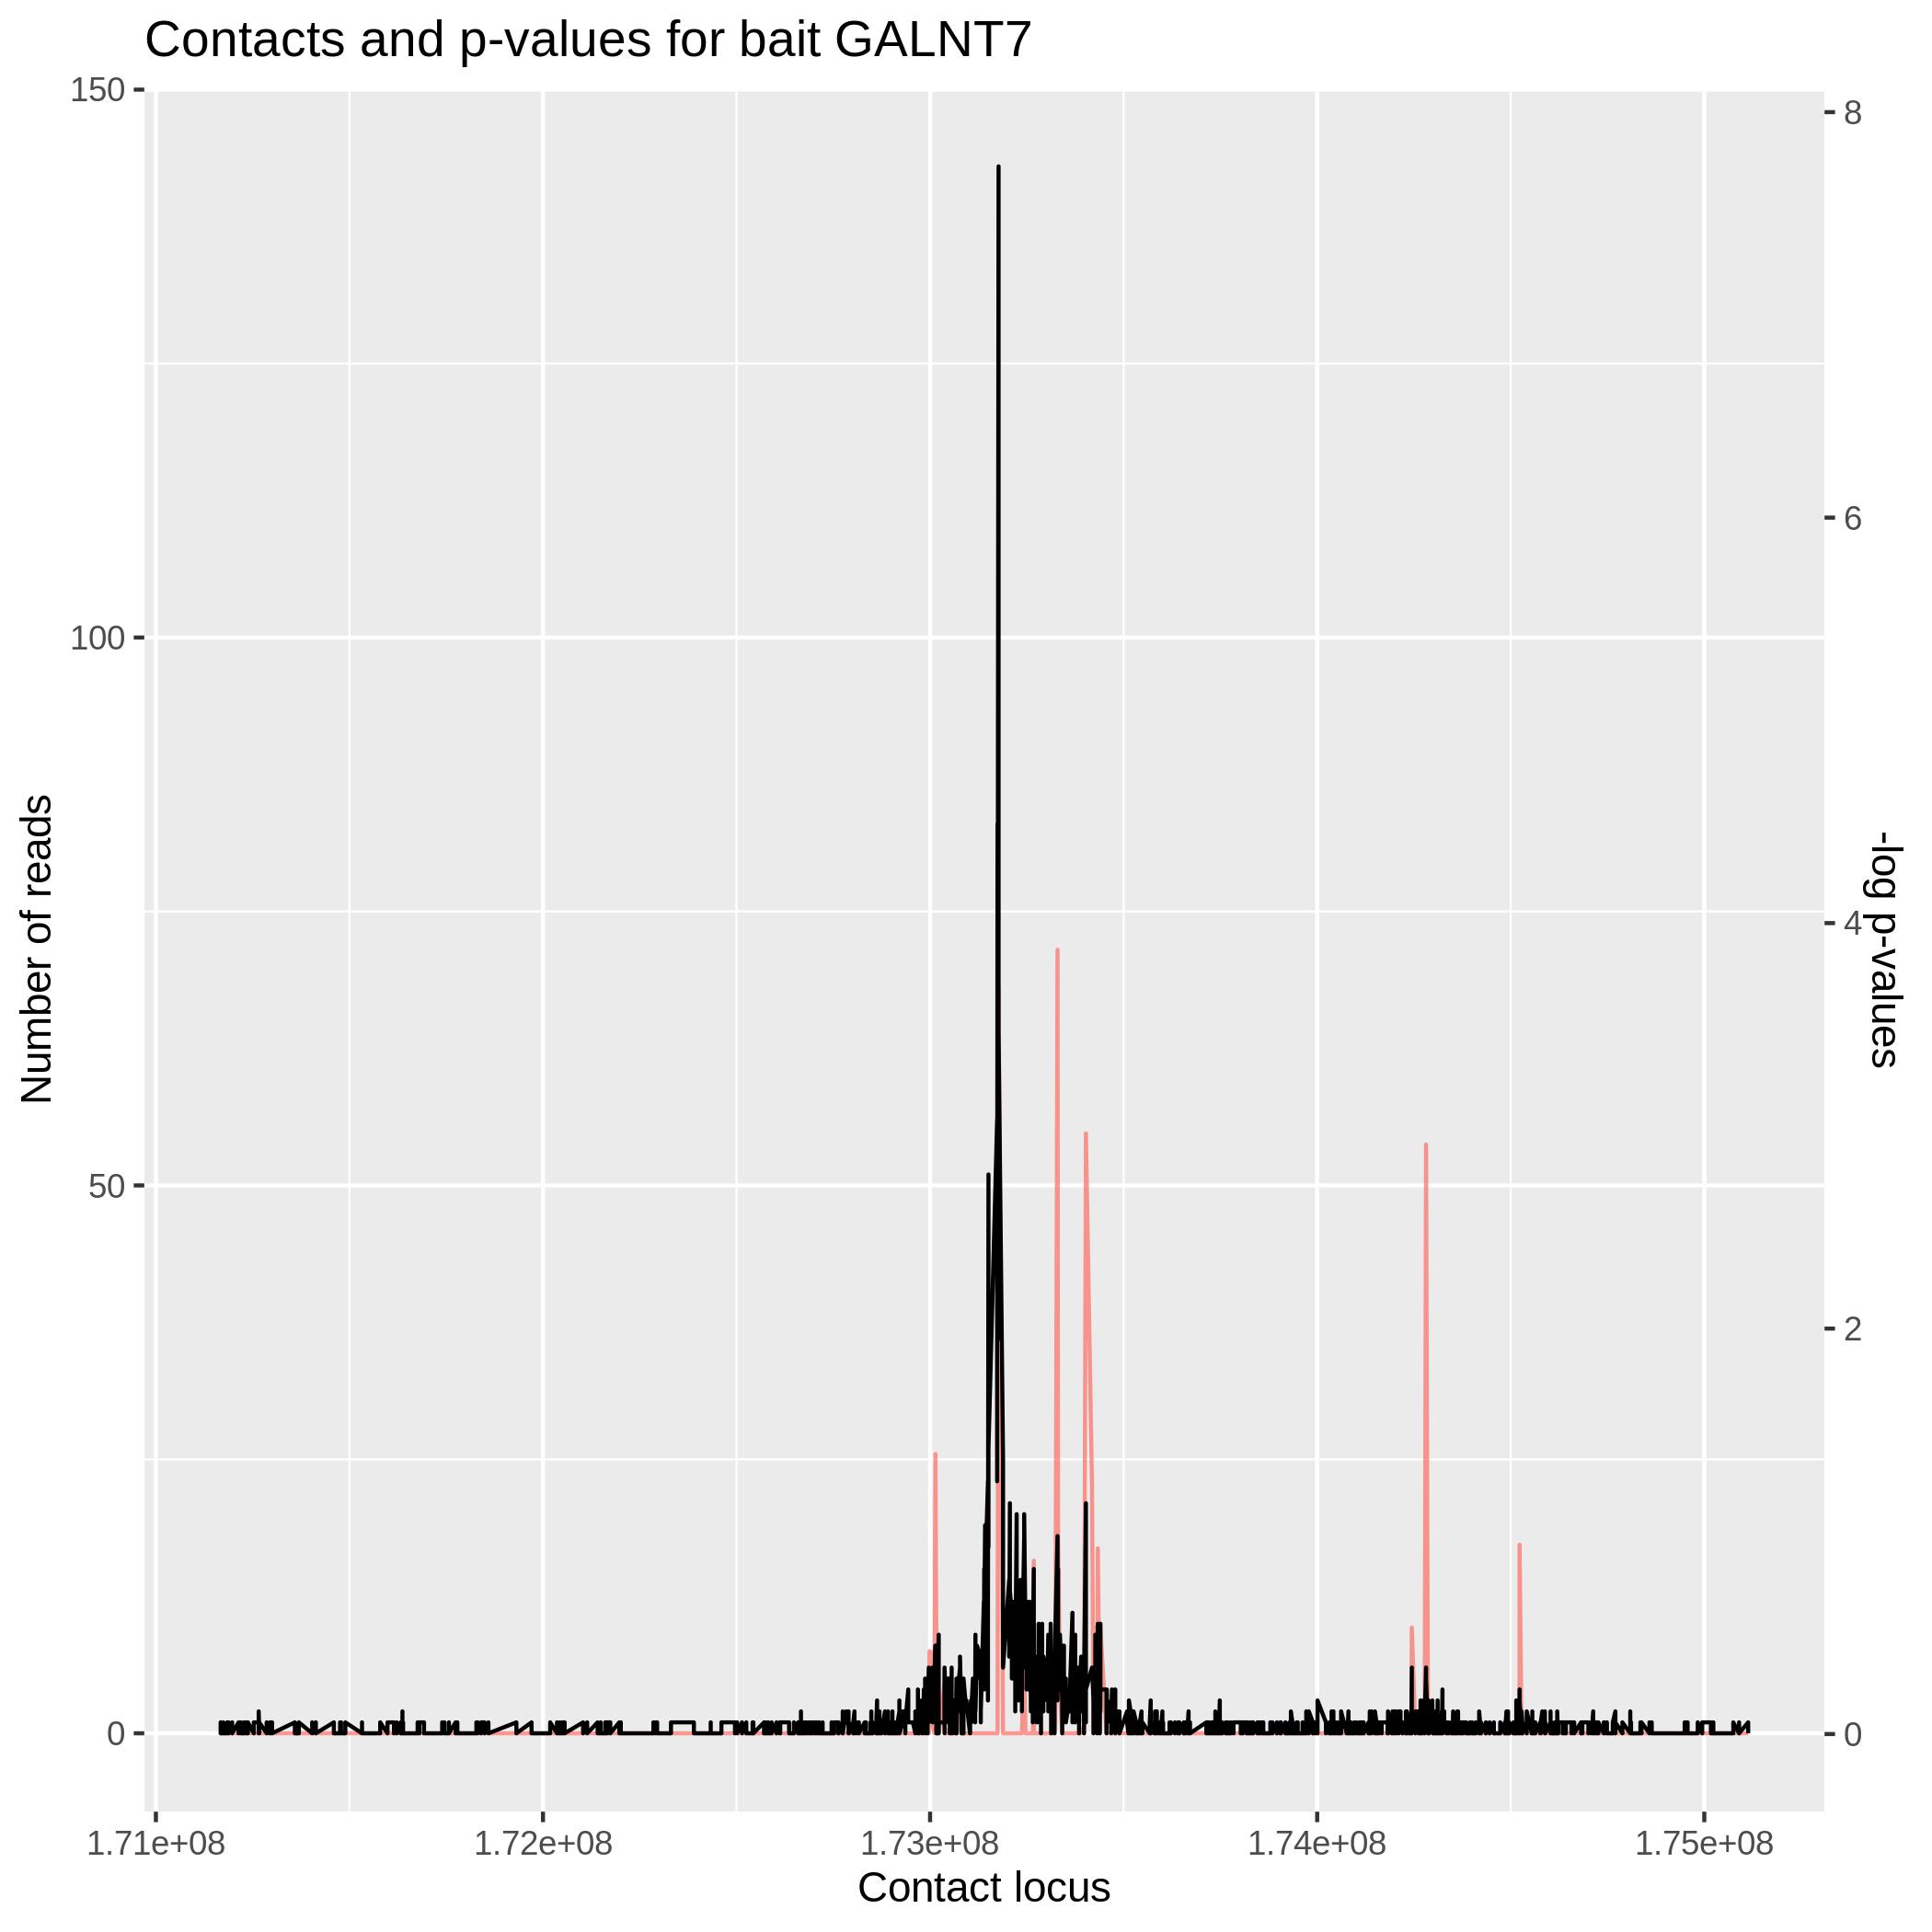 Contacts and p-values for bait GALNT7
150
100
50
0
Number of reads
8
6
4
2
0
-log p-values
1.71e+08
1.72e+08
1.73e+08
1.74e+08
1.75e+08
Contact locus